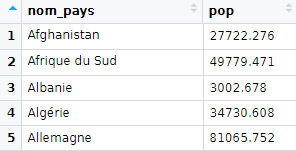 nom_pays pop
1 Afghanistan 27722.276
2 Afrique du Sud 49779.471
3 Albanie 3002.678
4 Algérie 34730.608
5 Allemagne 81065.752